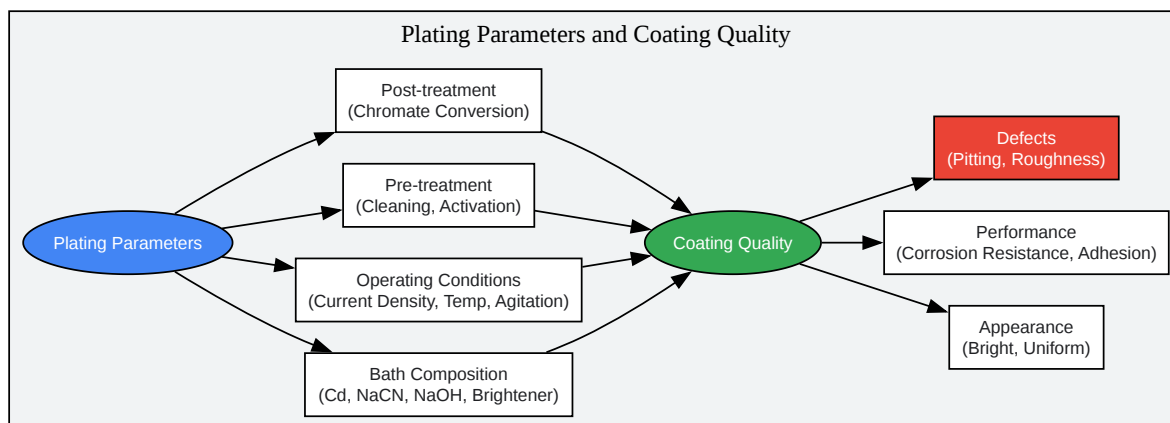 Plating Parameters and Coating Quality
Post-treatment
(Chromate Conversion)
Pre-treatment
(Cleaning, Activation)
Plating Parameters
Operating Conditions
(Current Density, Temp, Agitation)
Bath Composition
(Cd, NaCN, NaOH, Brightener)
Coating Quality
Defects
(Pitting, Roughness)
Performance
(Corrosion Resistance, Adhesion)
Appearance
(Bright, Uniform)